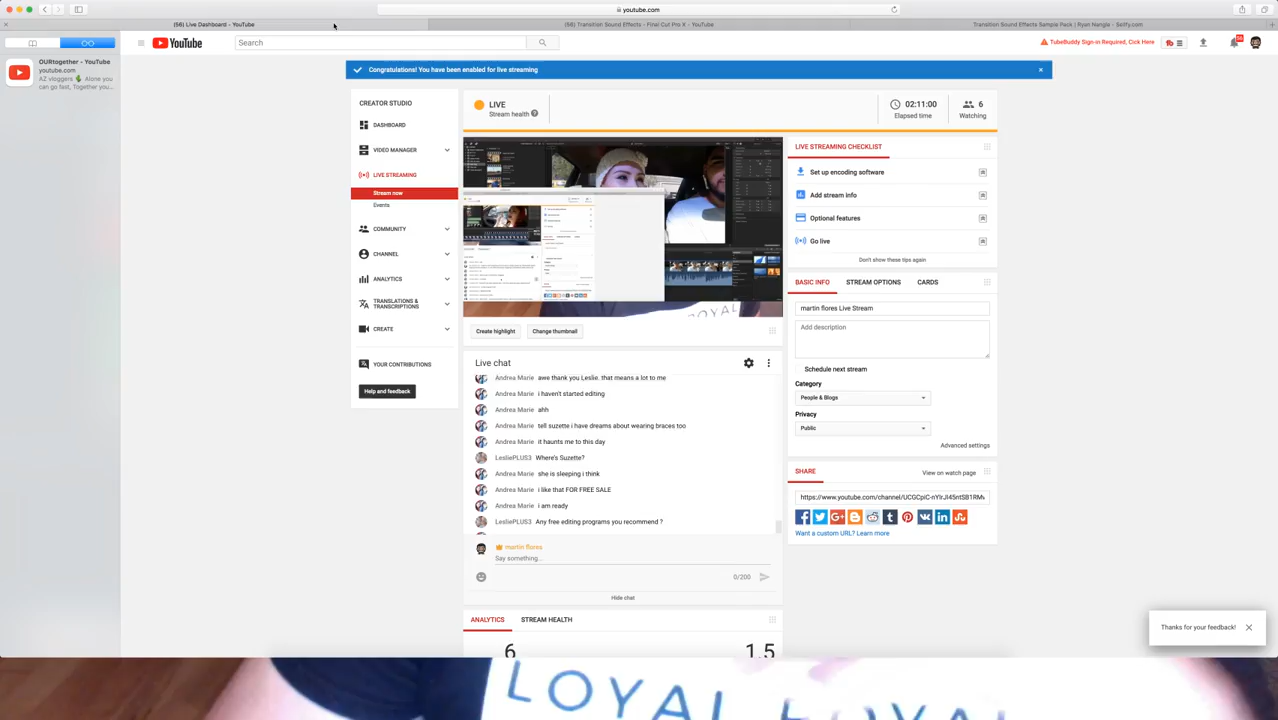 youtube.com
(56) Live Dashboard - YouTube
(56) Transition Sound Effects - Final Cut Pro X - YouTube
Transition Sound Effects Sample Pack | Ryan Nangle - Sellfy.com
OURtogether - YouTube
youtube.com
AZ vloggers 🌵 Alone you
can go fast, Together you...
YouTube
Search
TubeBuddy Sign in Required, Click Here
Congratulations! You have been enabled for live streaming
CREATOR STUDIO
DASHBOARD
VIDEO MANAGER
LIVE STREAMING
Stream now
Events
COMMUNITY
CHANNEL
ANALYTICS
TRANSLATIONS &
TRANSCRIPTIONS
CREATE
YOUR CONTRIBUTIONS
Help and feedback
LIVE
Stream health
02:11:00
Elapsed time
6
Watching
LOYAL
Create highlight
Change thumbnail
Live chat
Andrea Marie awe thank you Leslie. that means a lot to me
Andrea Marie i haven't started editing
Andrea Marie ahh
Andrea Marie tell suzette i have dreams about wearing braces too
Andrea Marie it haunts me to this day
LesliePLUS3 Where's Suzette?
Andrea Marie she is sleeping i think
Andrea Marie i like that FOR FREE SALE
Andrea Marie i am ready
LesliePLUS3 Any free editing programs you recommend ?
martin flores
Say something...
0/200
Hide chat
ANALYTICS
STREAM HEALTH
6
1.5
LIVE STREAMING CHECKLIST
Set up encoding software
Add stream info
Optional features
Go live
Don't show these tips again
BASIC INFO
STREAM OPTIONS
CARDS
martin flores Live Stream
Add description
Schedule next stream
Category
People & Blogs
Privacy
Public
Advanced settings
SHARE
View on watch page
Want a custom URL? Learn more
Thanks for your feedback!
LOYAL